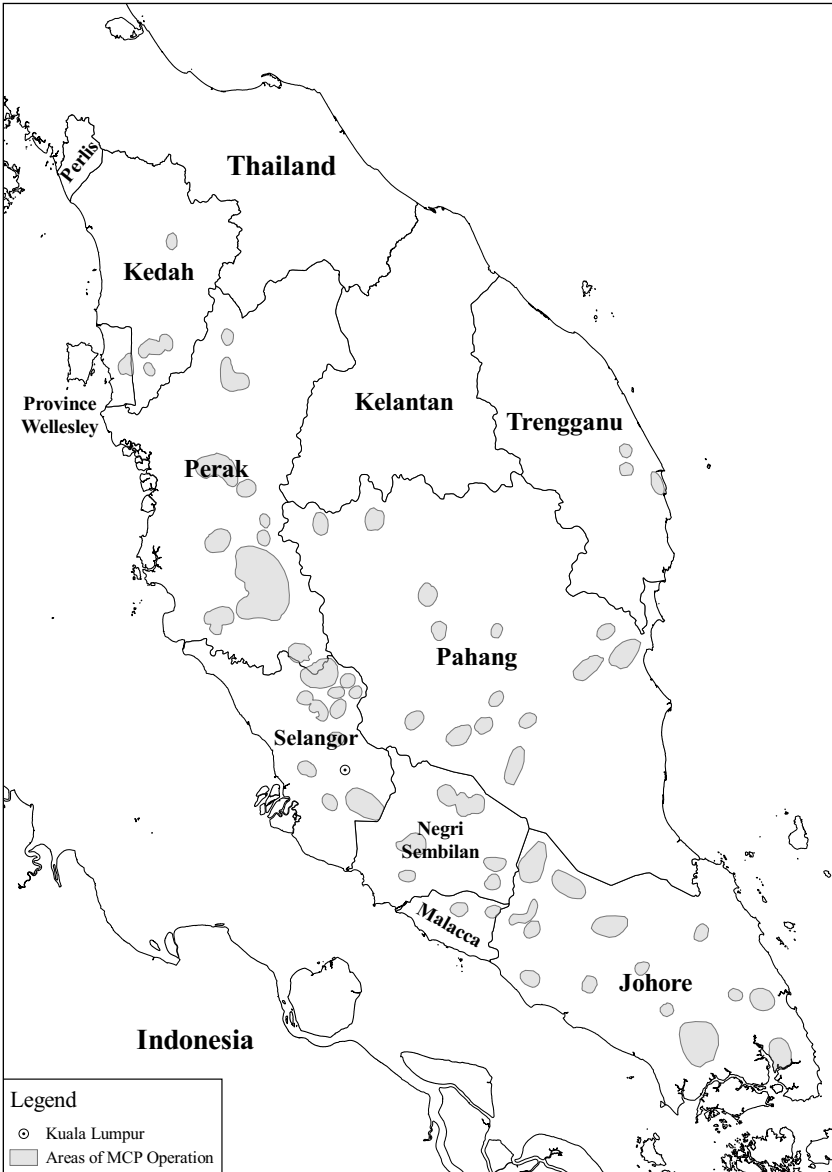 Perlis
Thailand
Kedah
Province
Wellesley
Kelantan
Trengganu
Perak
Pahang
Selangor
Negri
Sembilan
Malacca
Johore
Indonesia
Legend
Kuala Lumpur
Areas of MCP Operation